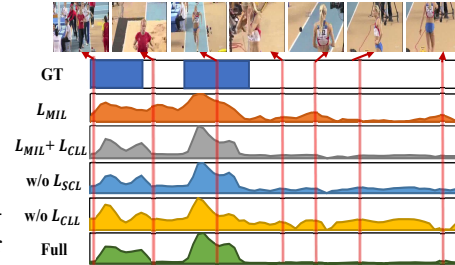 GT
L_MIL
L_MIL + L_CLL
w/o L_SCL
w/o L_CLL
Full